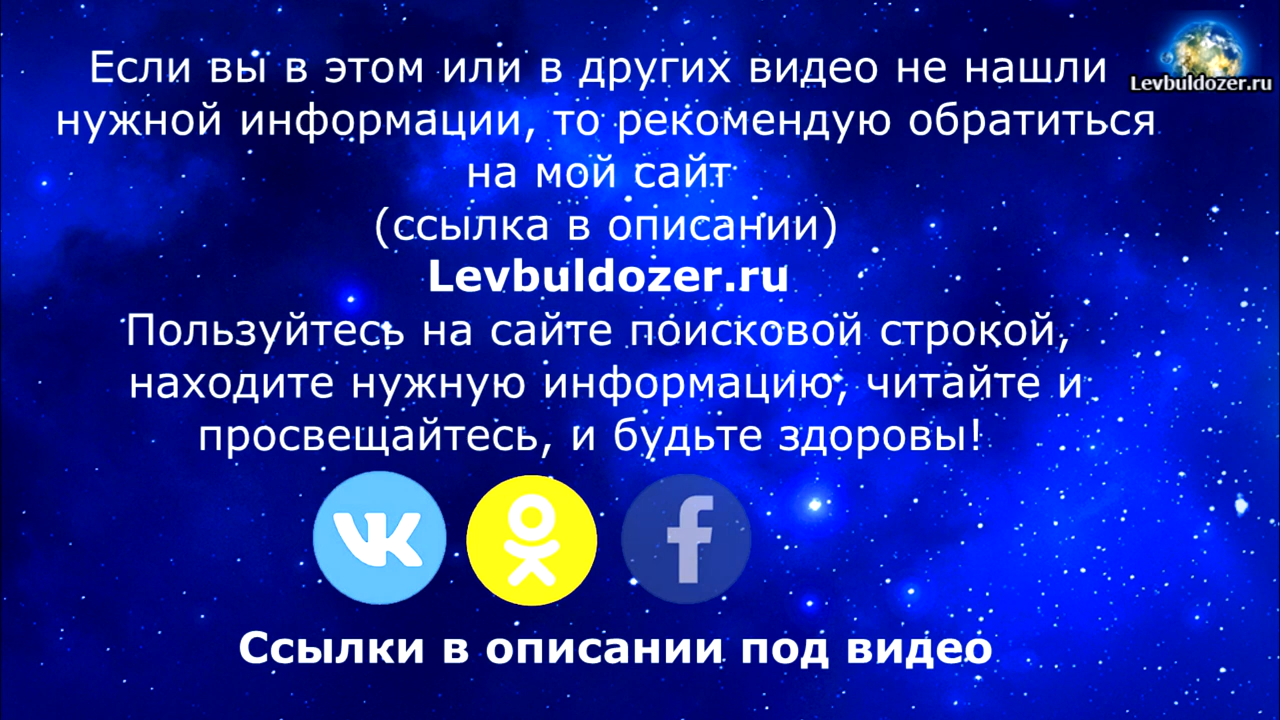 Levbuldozer.ru
Если вы в этом или в других видео не нашли
нужной информации, то рекомендую обратиться
на мой сайт
(ссылка в описании)
Levbuldozer.ru
Пользуйтесь на сайте поисковой строкой,
находите нужную информацию, читайте и
просвещайтесь, и будьте здоровы!
Ссылки в описании под видео